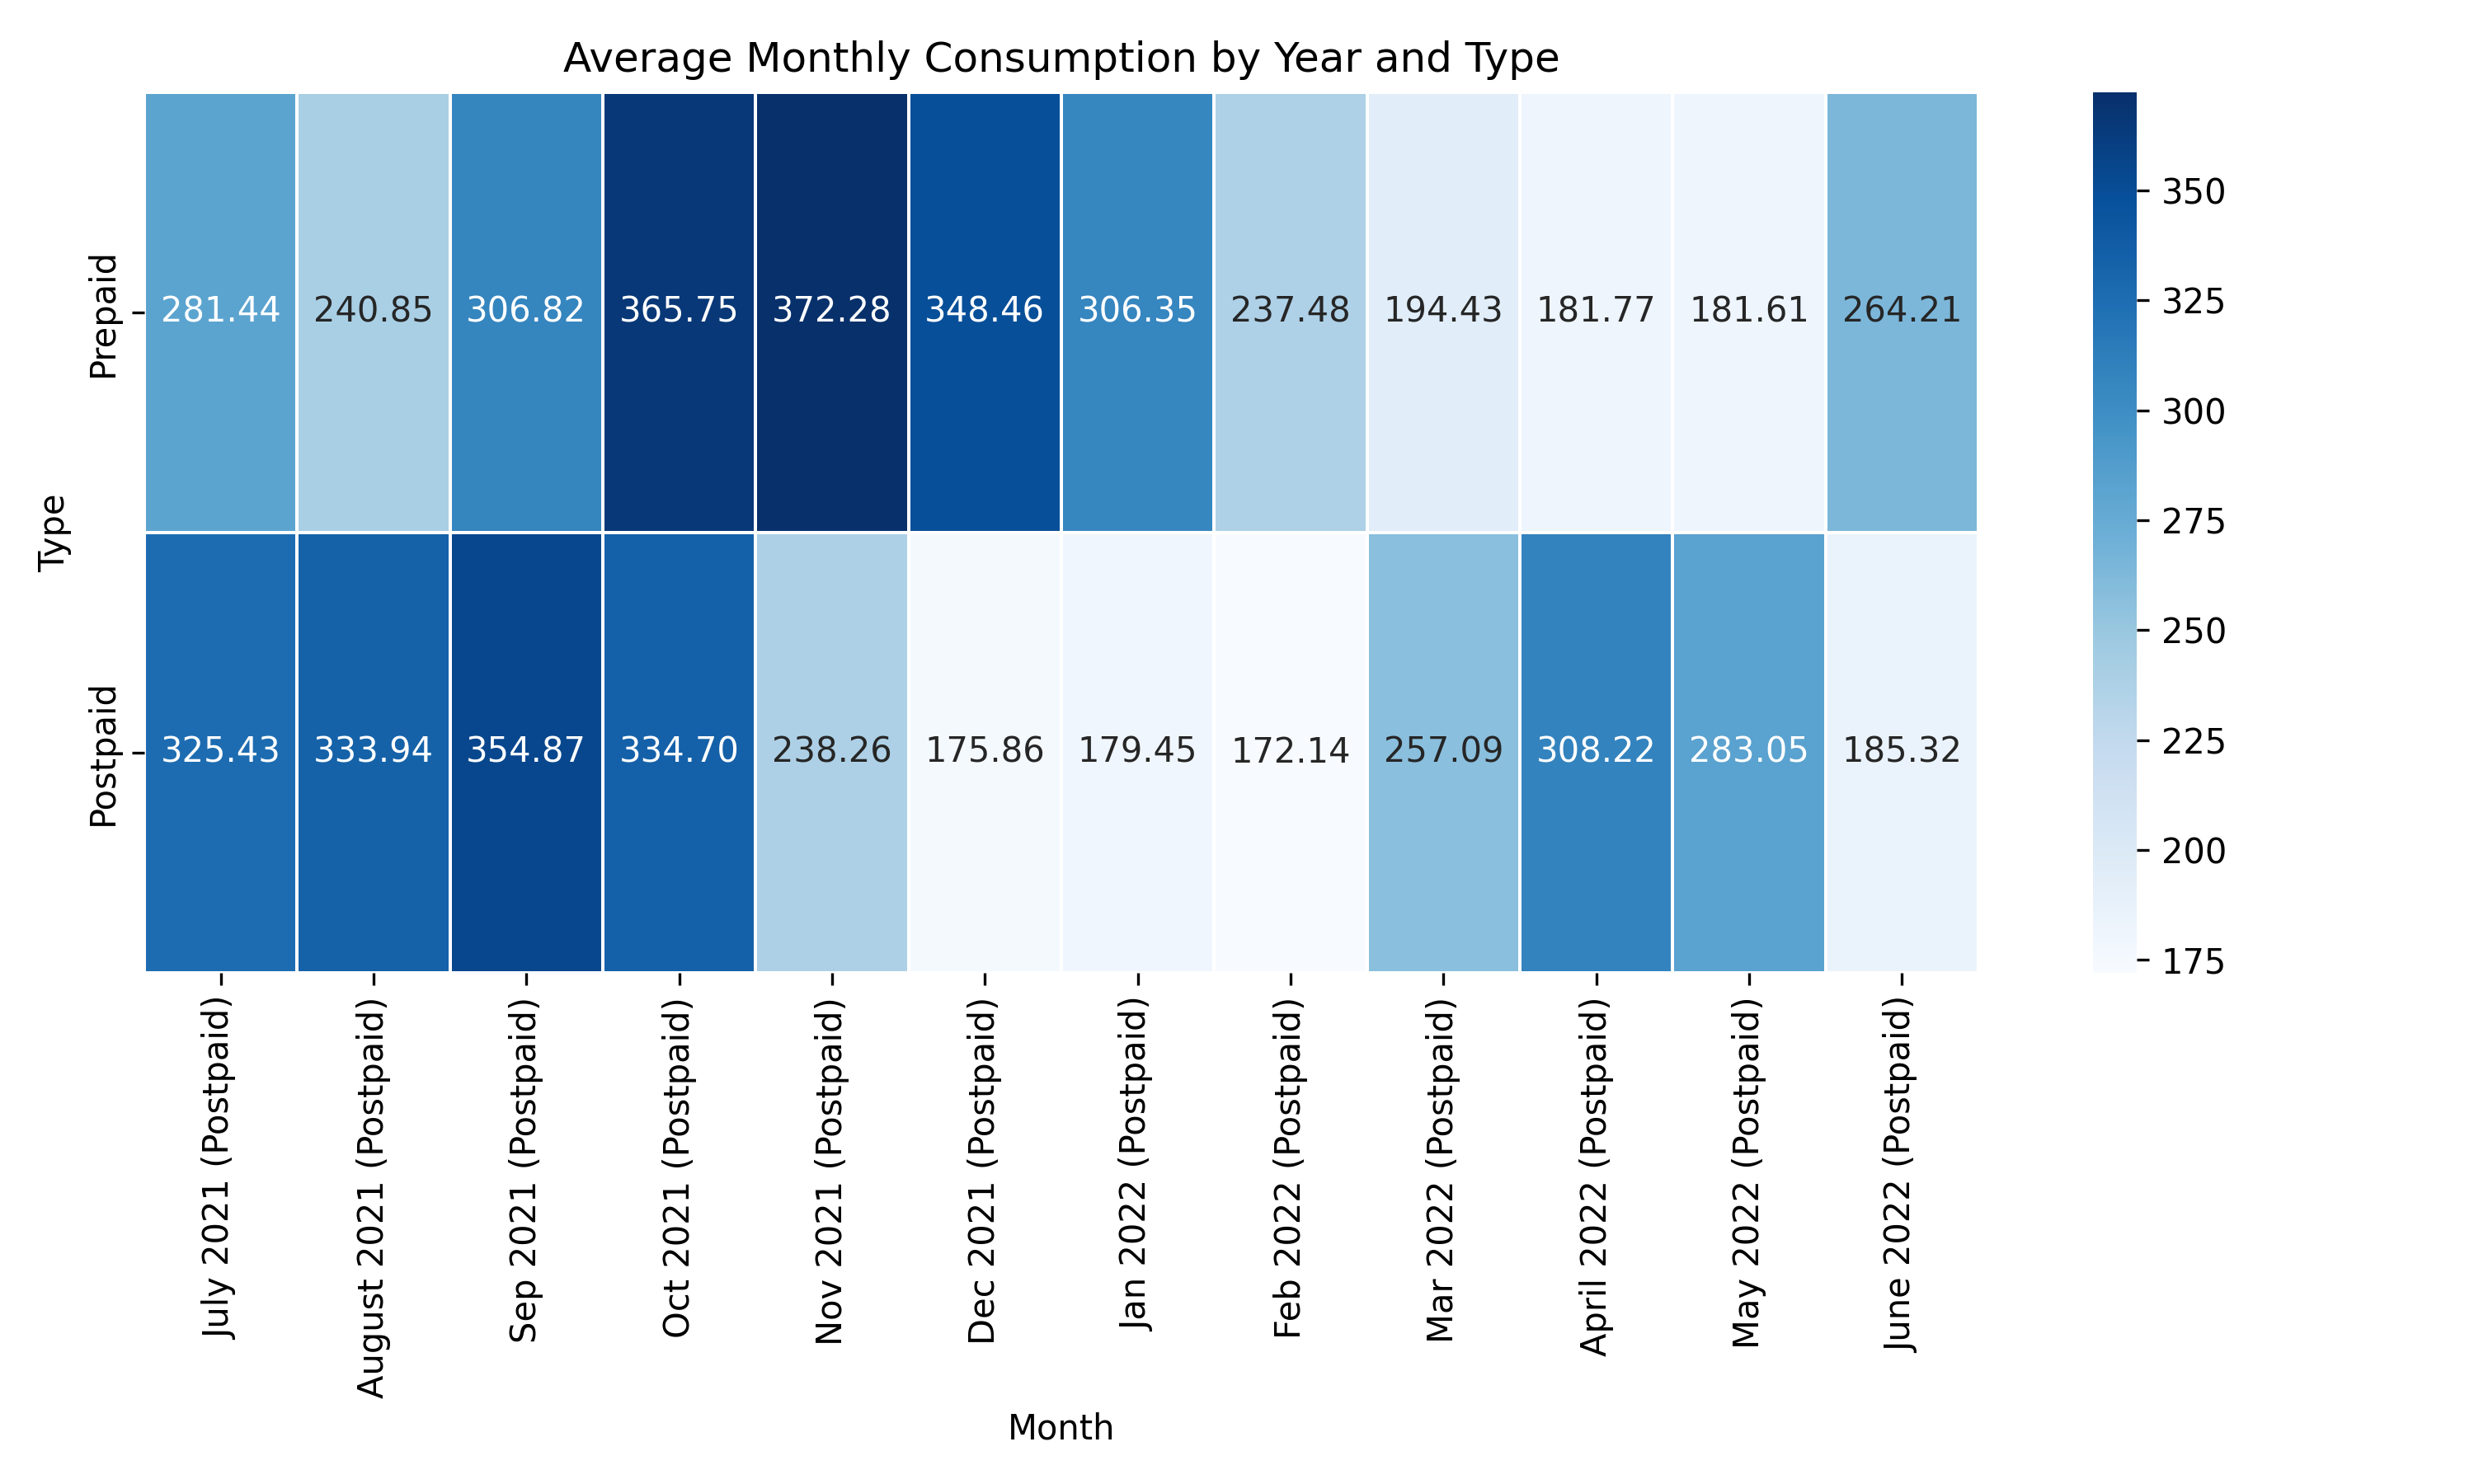 Average Monthly Consumption by Year and Type
Type
Prepaid
281.44 240.85 306.82 365.75 372.28 348.46 306.35 237.48 194.43 181.77 181.61 264.21
Postpaid
325.43 333.94 354.87 334.70 238.26 175.86 179.45 172.14 257.09 308.22 283.05 185.32
July 2021 (Postpaid)
August 2021 (Postpaid)
Sep 2021 (Postpaid)
Oct 2021 (Postpaid)
Nov 2021 (Postpaid)
Dec 2021 (Postpaid)
Jan 2022 (Postpaid)
Feb 2022 (Postpaid)
Mar 2022 (Postpaid)
April 2022 (Postpaid)
May 2022 (Postpaid)
June 2022 (Postpaid)
Month
350
325
300
275
250
225
200
175